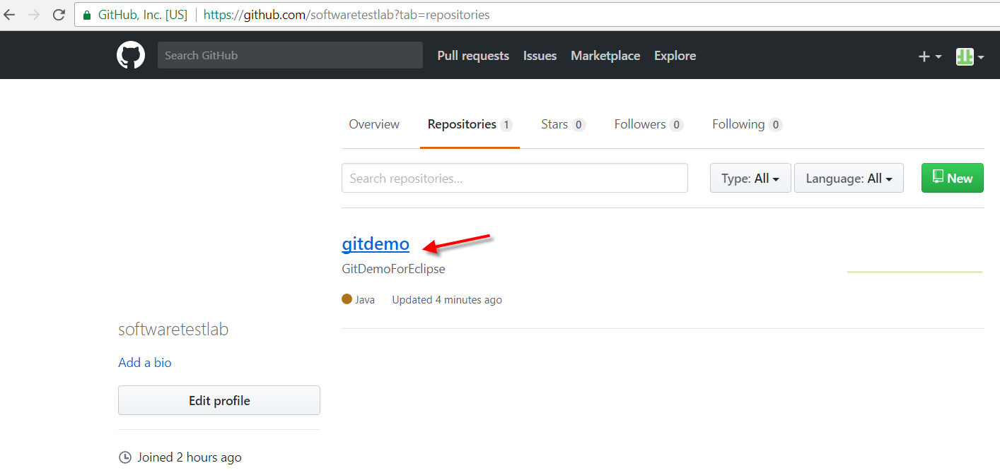 GitHub, Inc. [US] https://github.com/softwaretestlab?tab=repositories
Search GitHub Pull requests Issues Marketplace Explore
Overview Repositories 1 Stars 0 Followers 0 Following 0
Search repositories... Type: All Language: All New
gitdemo
GitDemoForEclipse
Java Updated 4 minutes ago
softwaretestlab
Add a bio
Edit profile
Joined 2 hours ago